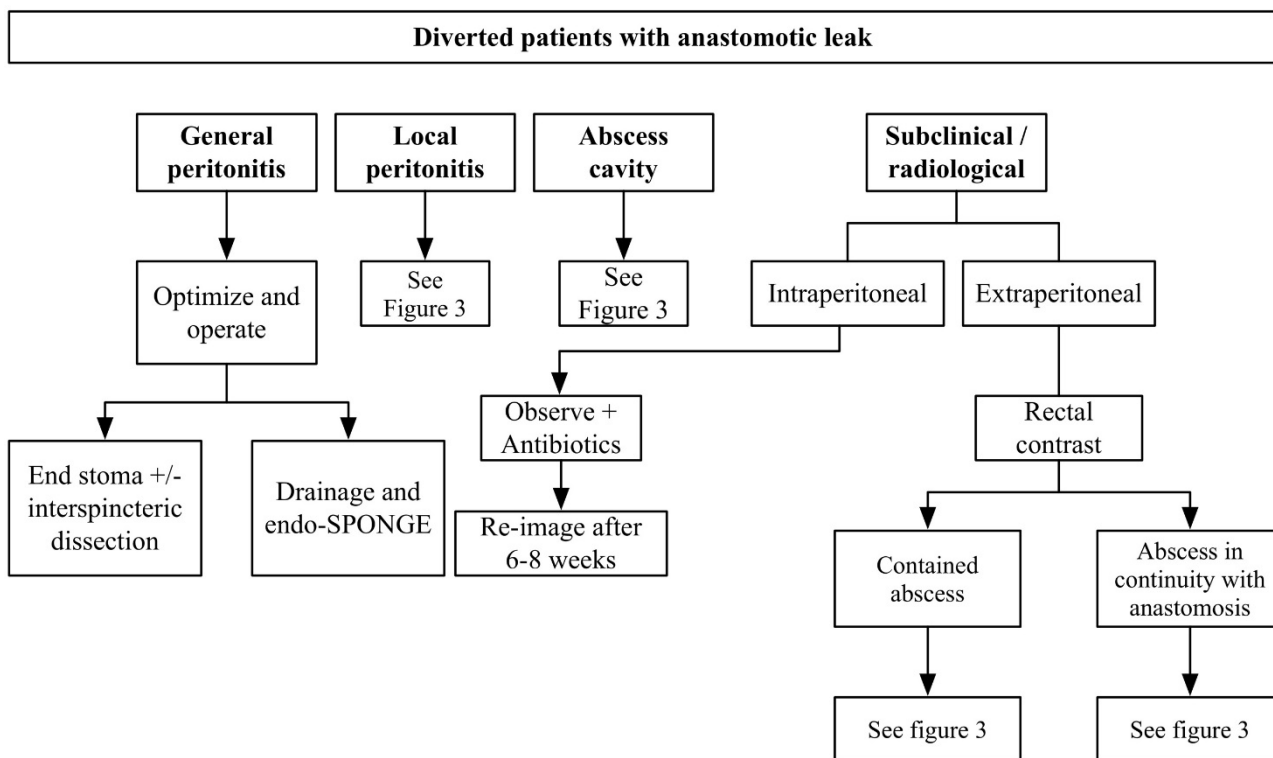 Diverted patients with anastomotic leak
General
peritonitis
Local
peritonitis
Abscess
cavity
Subclinical /
radiological
Optimize and
operate
See
Figure 3
See
Figure 3
Intraperitoneal
Extraperitoneal
End stoma +/-
interspincteric
dissection
Drainage and
endo-SPONGE
Observe +
Antibiotics
Re-image after
6-8 weeks
Rectal
contrast
Contained
abscess
Abscess in
continuity with
anastomosis
See figure 3
See figure 3